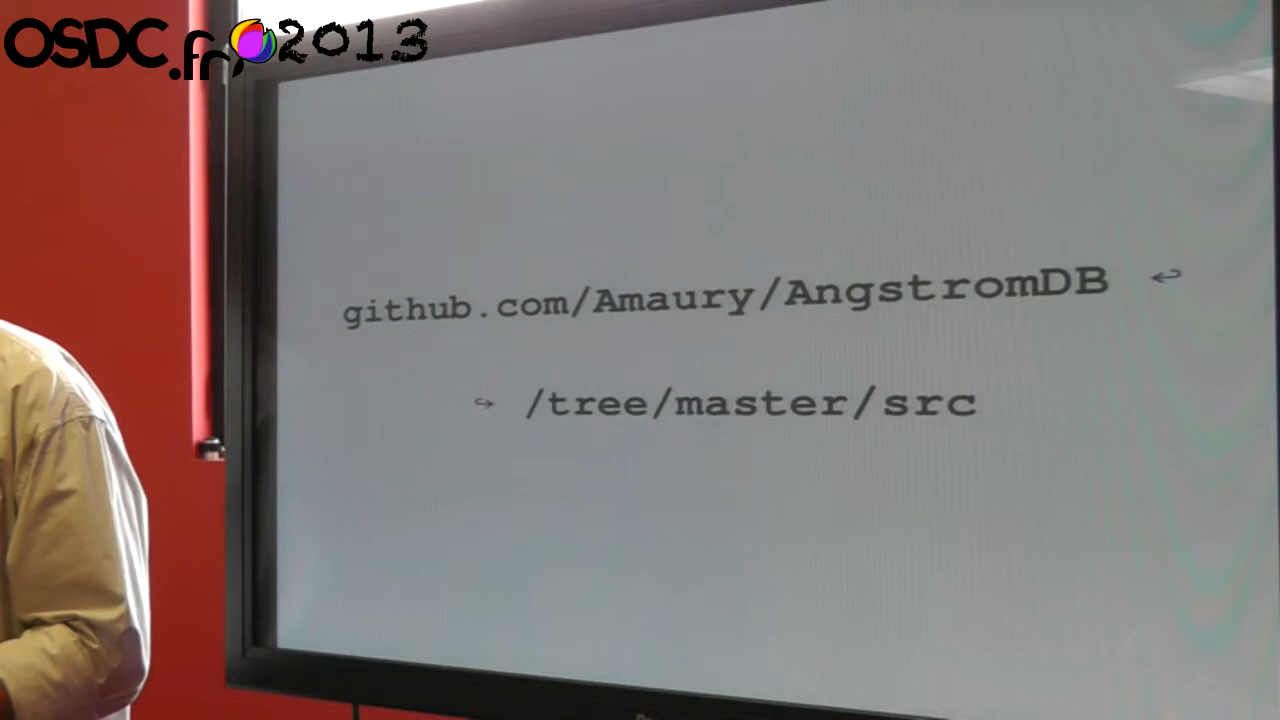 OSDC.fr 2013
github.com/Amaury/AngstromDB ↩
↪ /tree/master/src